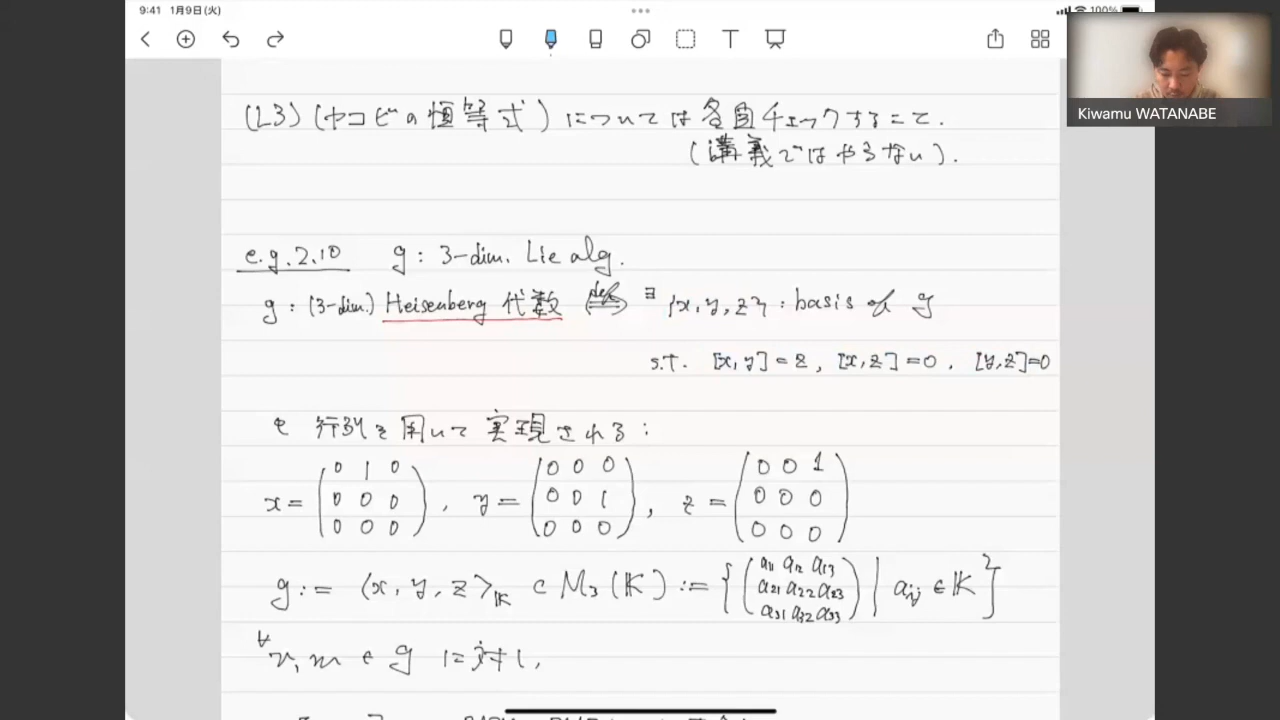 9:41 1月9日(火)
100%
Kiwamu WATANABE
(L3) (ヤコビの恒等式) については各自チェックすること.
(講義ではやらない).
e.g. 2.10 g : 3-dim. Lie alg.
g : (3-dim.) Heisenberg 代数 ⇔(def) ∃ {x, y, z} : basis of g
s.t. [x, y] = z, [x, z] = 0, [y, z] = 0
行列を用いて実現される :
x = (0 1 0 / 0 0 0 / 0 0 0), y = (0 0 0 / 0 0 1 / 0 0 0), z = (0 0 1 / 0 0 0 / 0 0 0)
g := ⟨x, y, z⟩_𝕂 ⊂ M₃(𝕂) := { (a₁₁ a₁₂ a₁₃ / a₂₁ a₂₂ a₂₃ / a₃₁ a₃₂ a₃₃) | aᵢⱼ ∈ 𝕂 }
∈ g に対し,